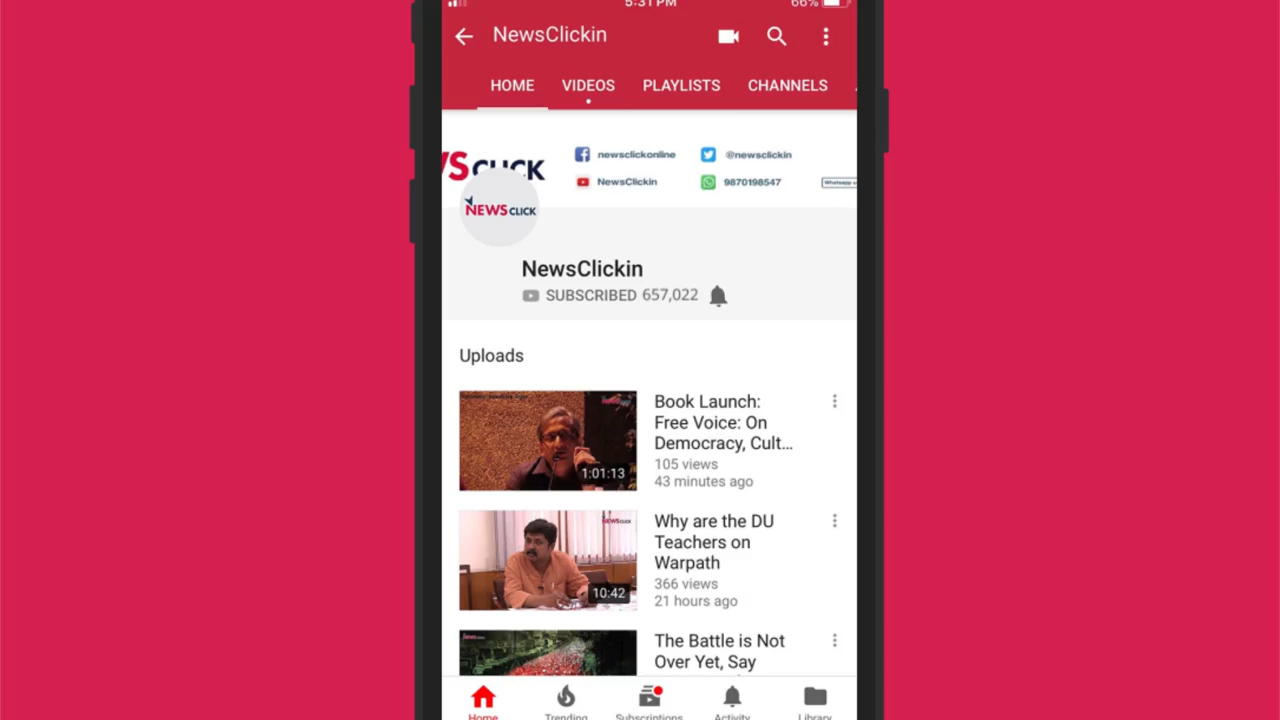 5:31 PM
66%
NewsClickin
HOME VIDEOS PLAYLISTS CHANNELS
CLICK
newsclickonline
@newsclickin
NewsClickin
9870198547
Whatsapp
NEWS CLICK
NewsClickin
SUBSCRIBED 657,022
Uploads
Book Launch:
Free Voice: On
Democracy, Cult...
105 views
43 minutes ago
1:01:13
NEWSCLICK
Why are the DU
Teachers on
Warpath
366 views
21 hours ago
10:42
The Battle is Not
Over Yet, Say
Home Trending Subscriptions Activity Library